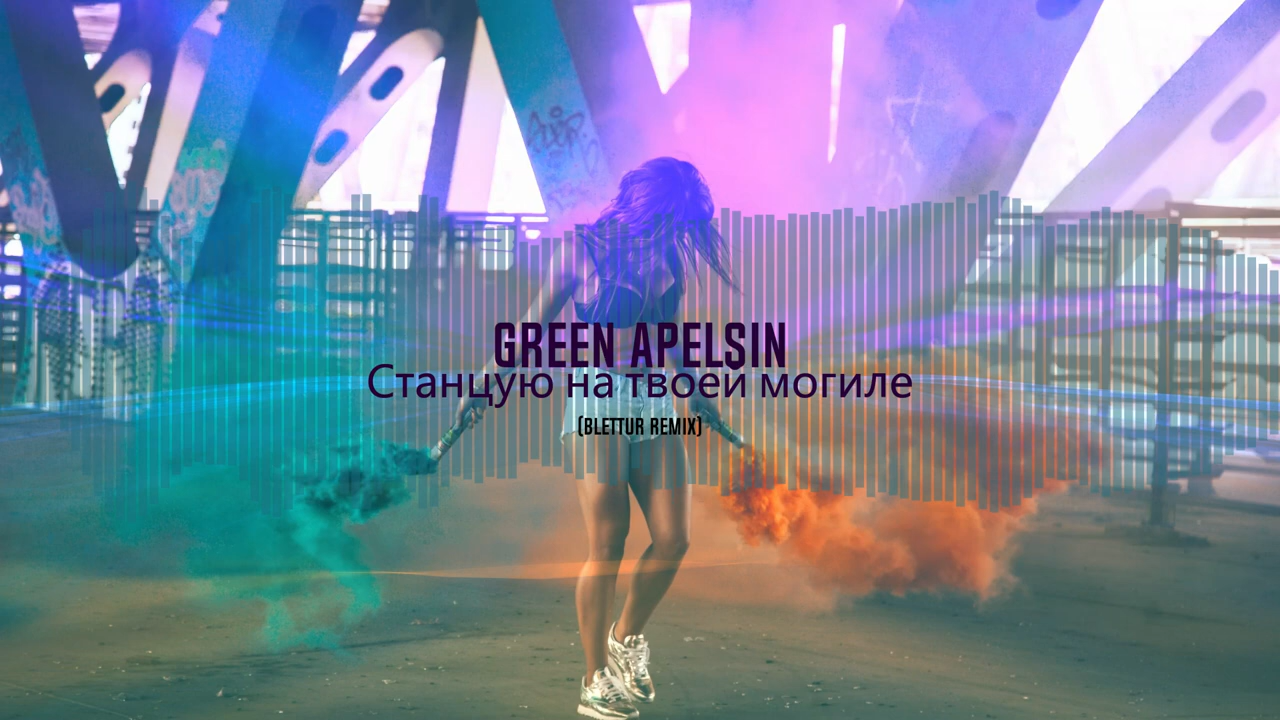 GREEN APELSIN
Станцую на твоей могиле
(BLETTUR REMIX)